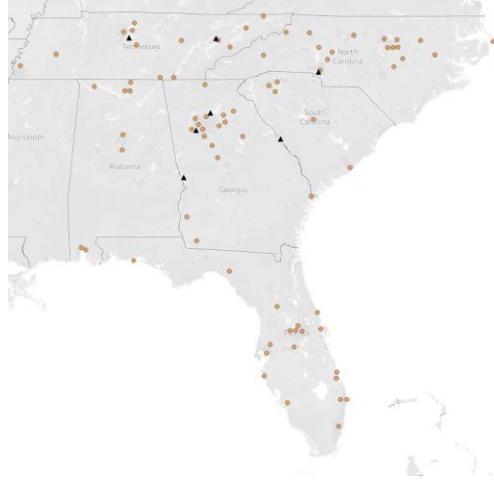 Tennessee
North
Carolina
South
Carolina
Mississippi
Alabama
Georgia